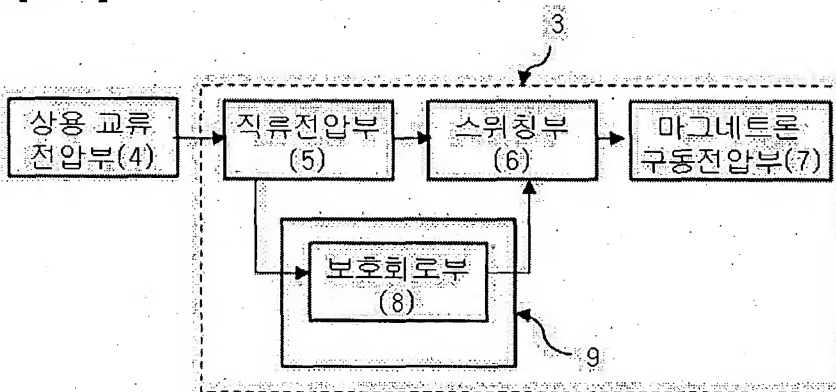 3
상용 교류
전압부(4)
직류전압부
(5)
스위칭부
(6)
마그네트론
구동전압부(7)
보호회로부
(8)
9